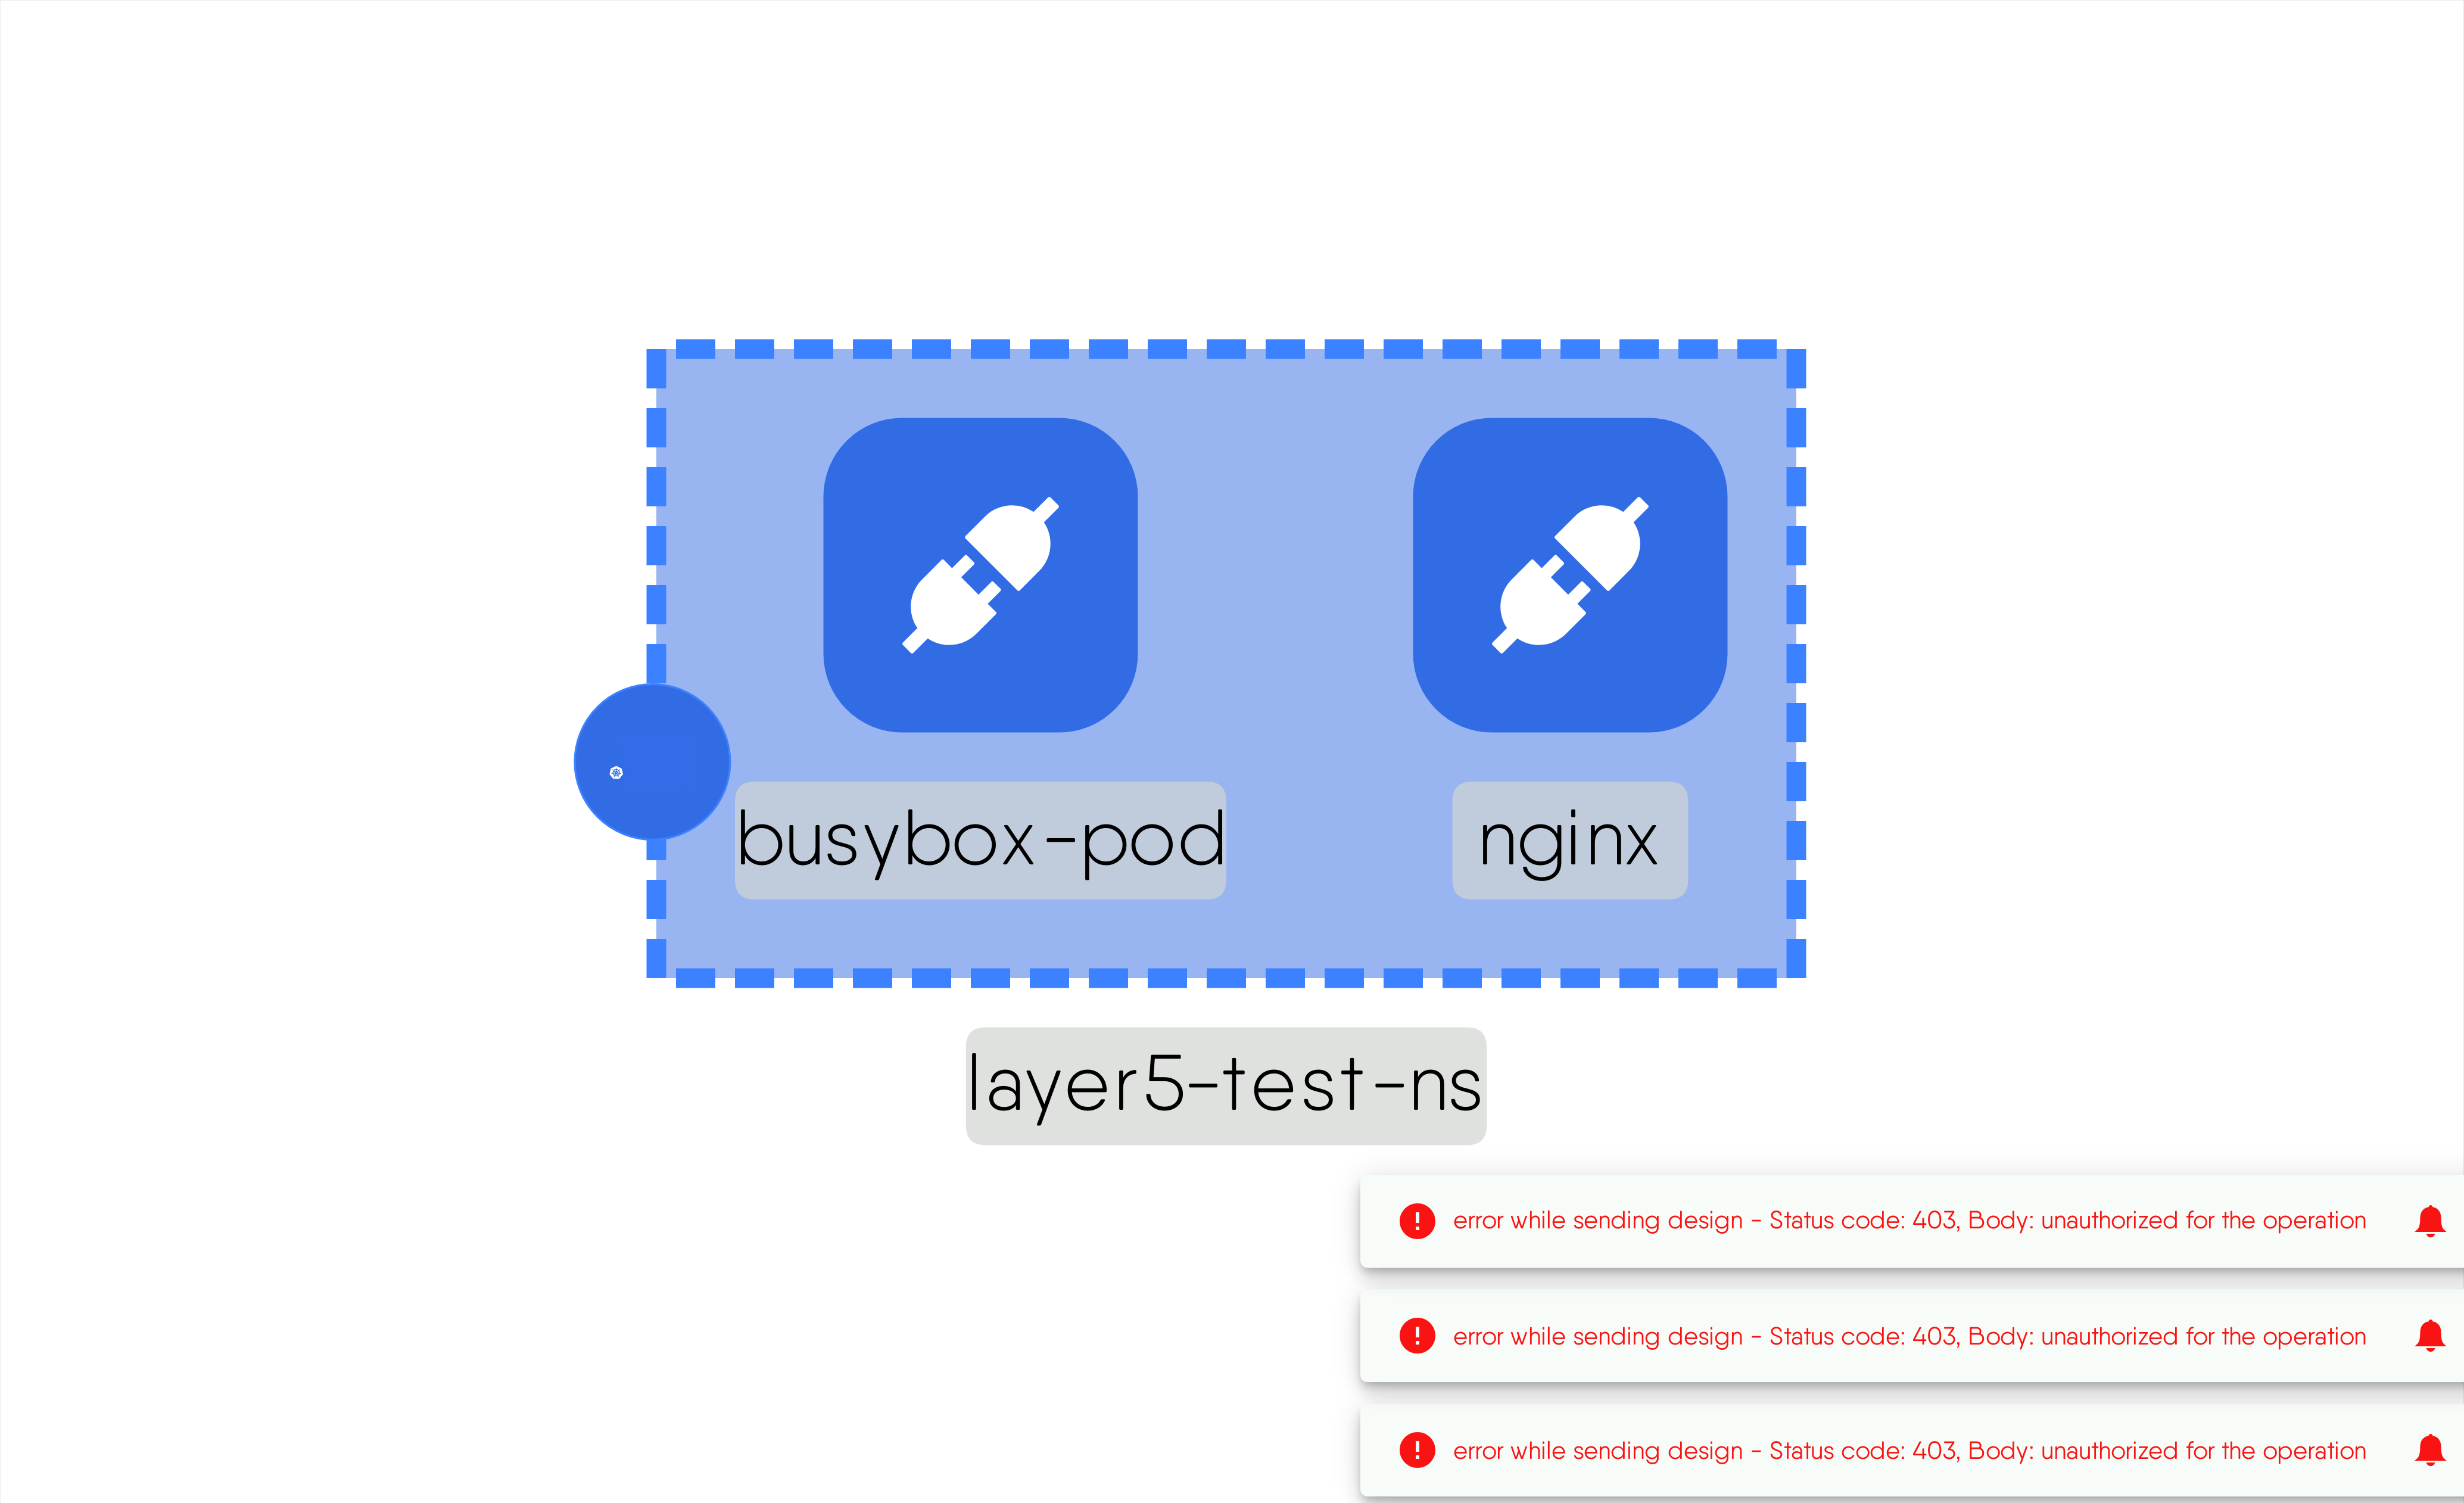 busybox-pod
nginx
layer5-test-ns
error while sending design - Status code: 403, Body: unauthorized for the operation
error while sending design - Status code: 403, Body: unauthorized for the operation
error while sending design - Status code: 403, Body: unauthorized for the operation